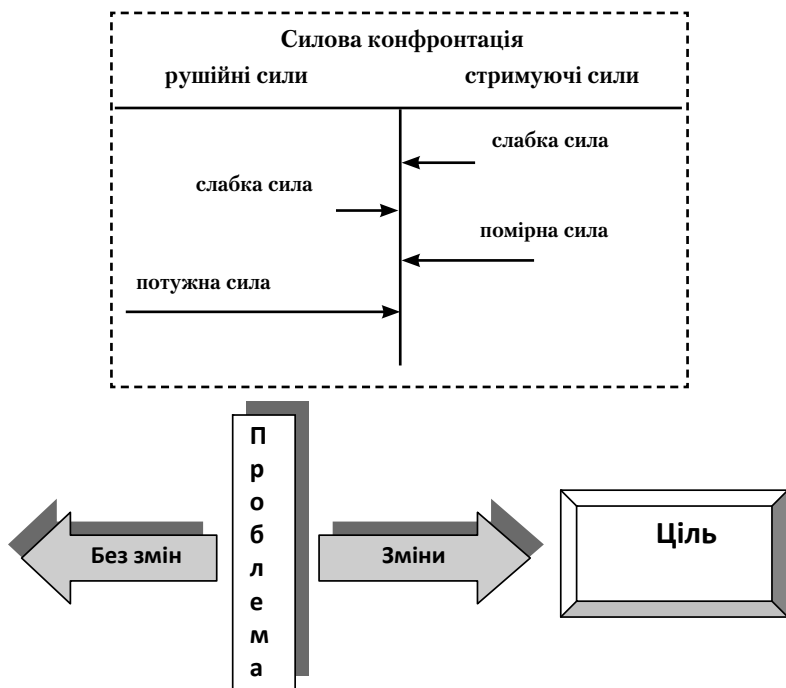 Силова конфронтація
рушійні сили стримуючі сили
слабка сила
слабка сила
помірна сила
потужна сила
П
р
о
б
л
е
м
а
Без змін
Зміни
Ціль